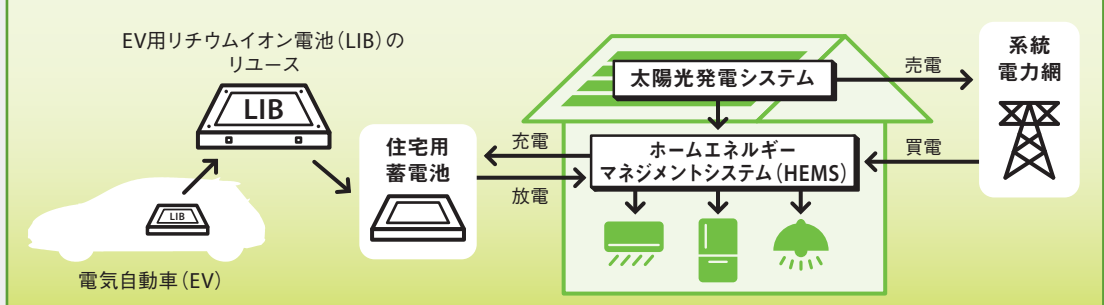 EV用リチウムイオン電池（LIB）の
リユース
LIB
LIB
電気自動車（EV）
住宅用
蓄電池
充電
放電
太陽光発電システム
ホームエネルギー
マネジメントシステム（HEMS）
売電
買電
系統
電力網